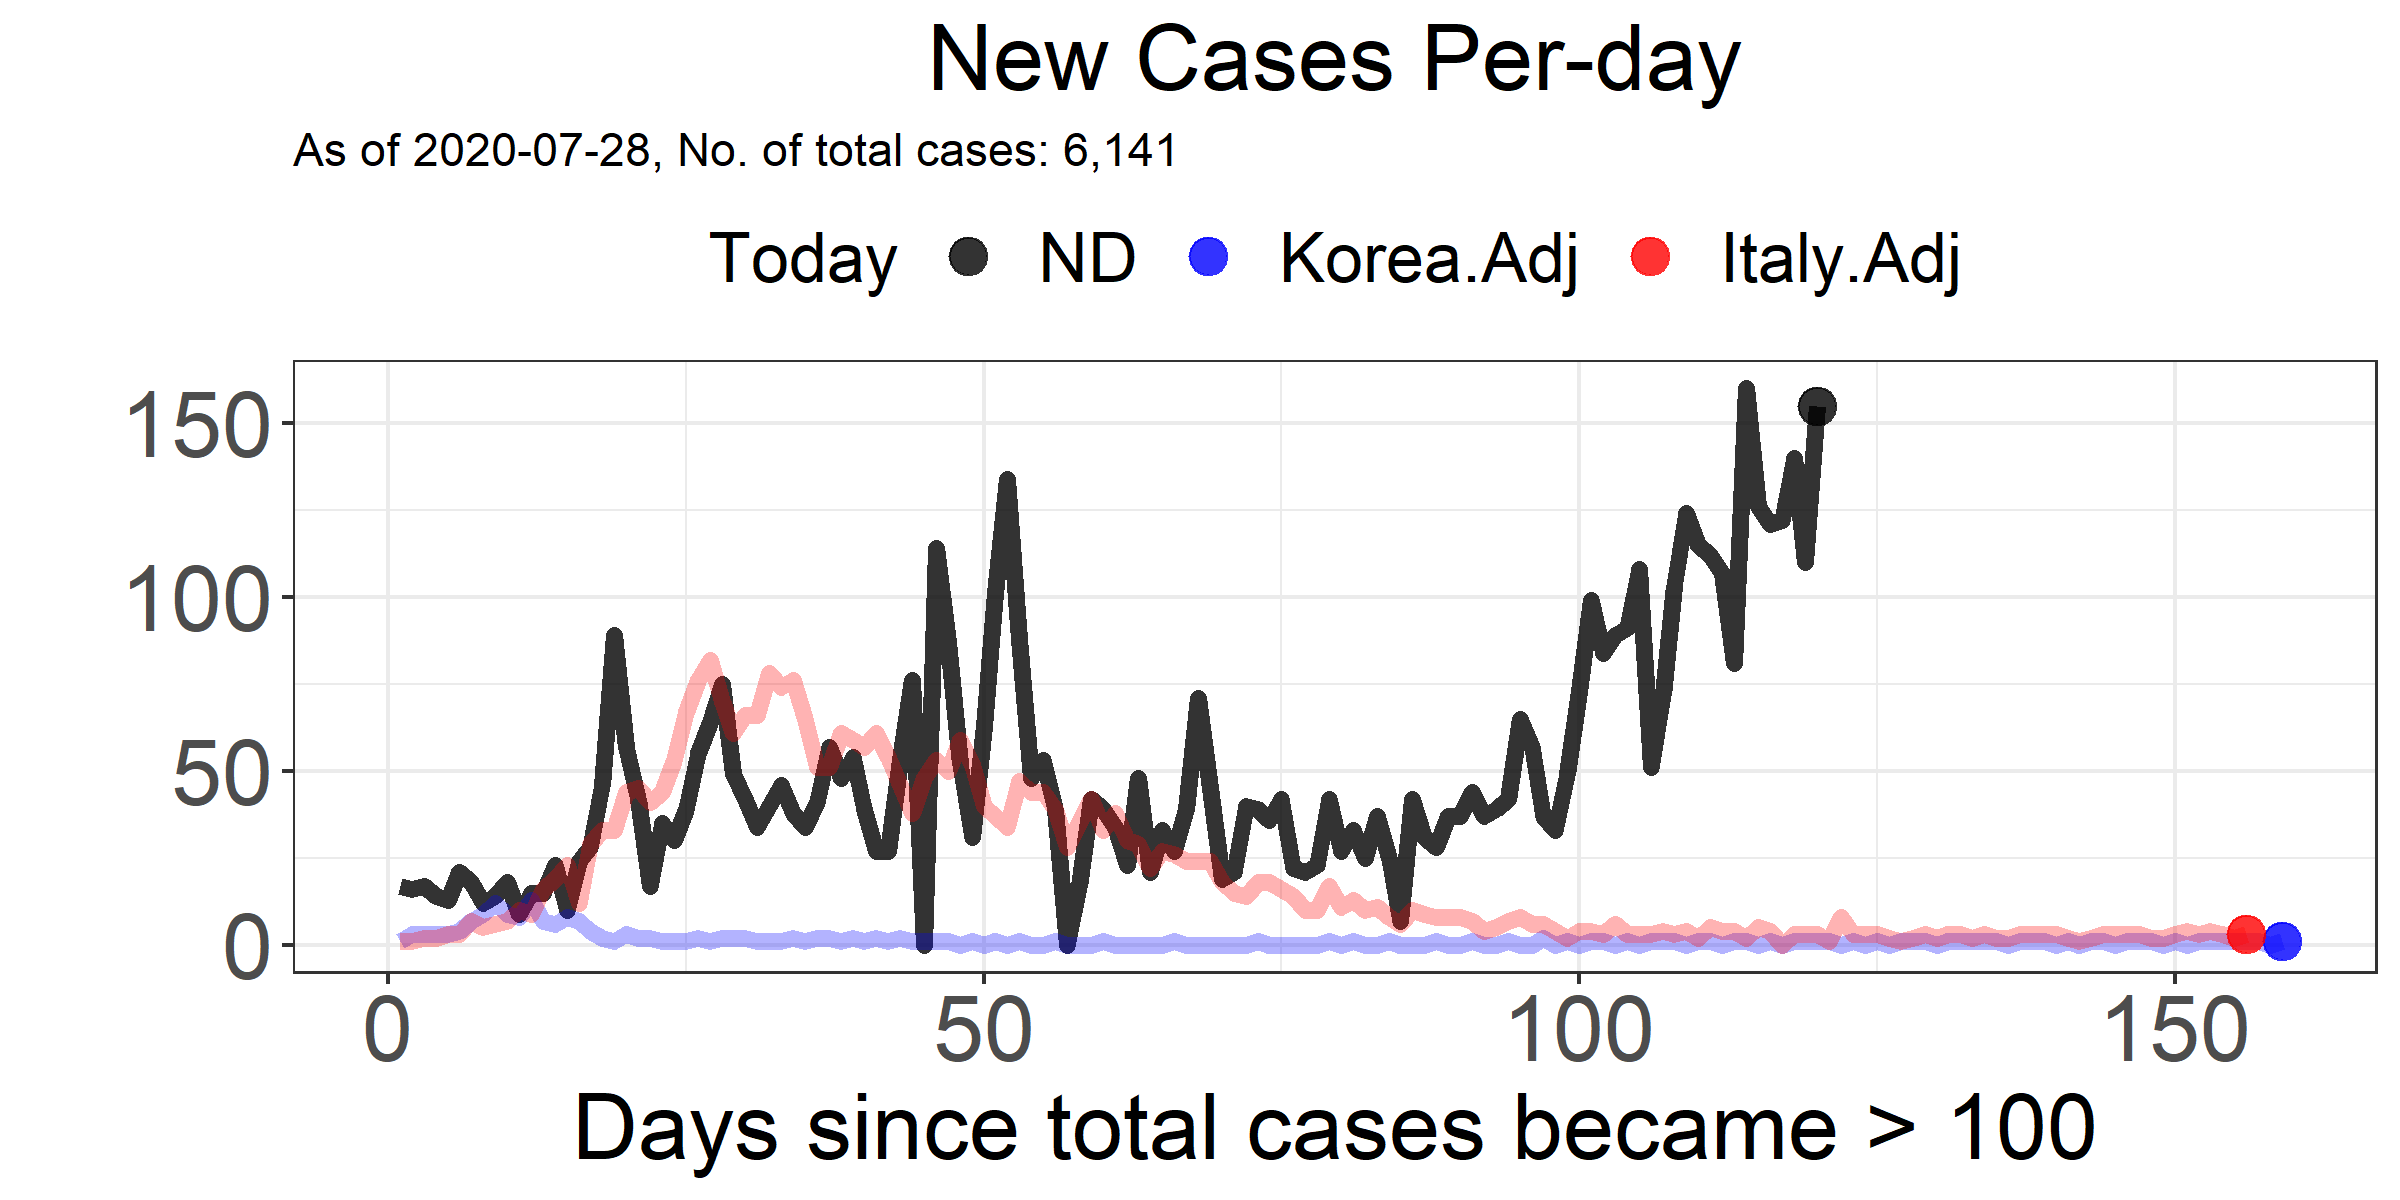 New Cases Per-day
As of 2020-07-28, No. of total cases: 6,141
Today ND Korea.Adj Italy.Adj
150
100
50
0
0 50 100 150
Days since total cases became > 100